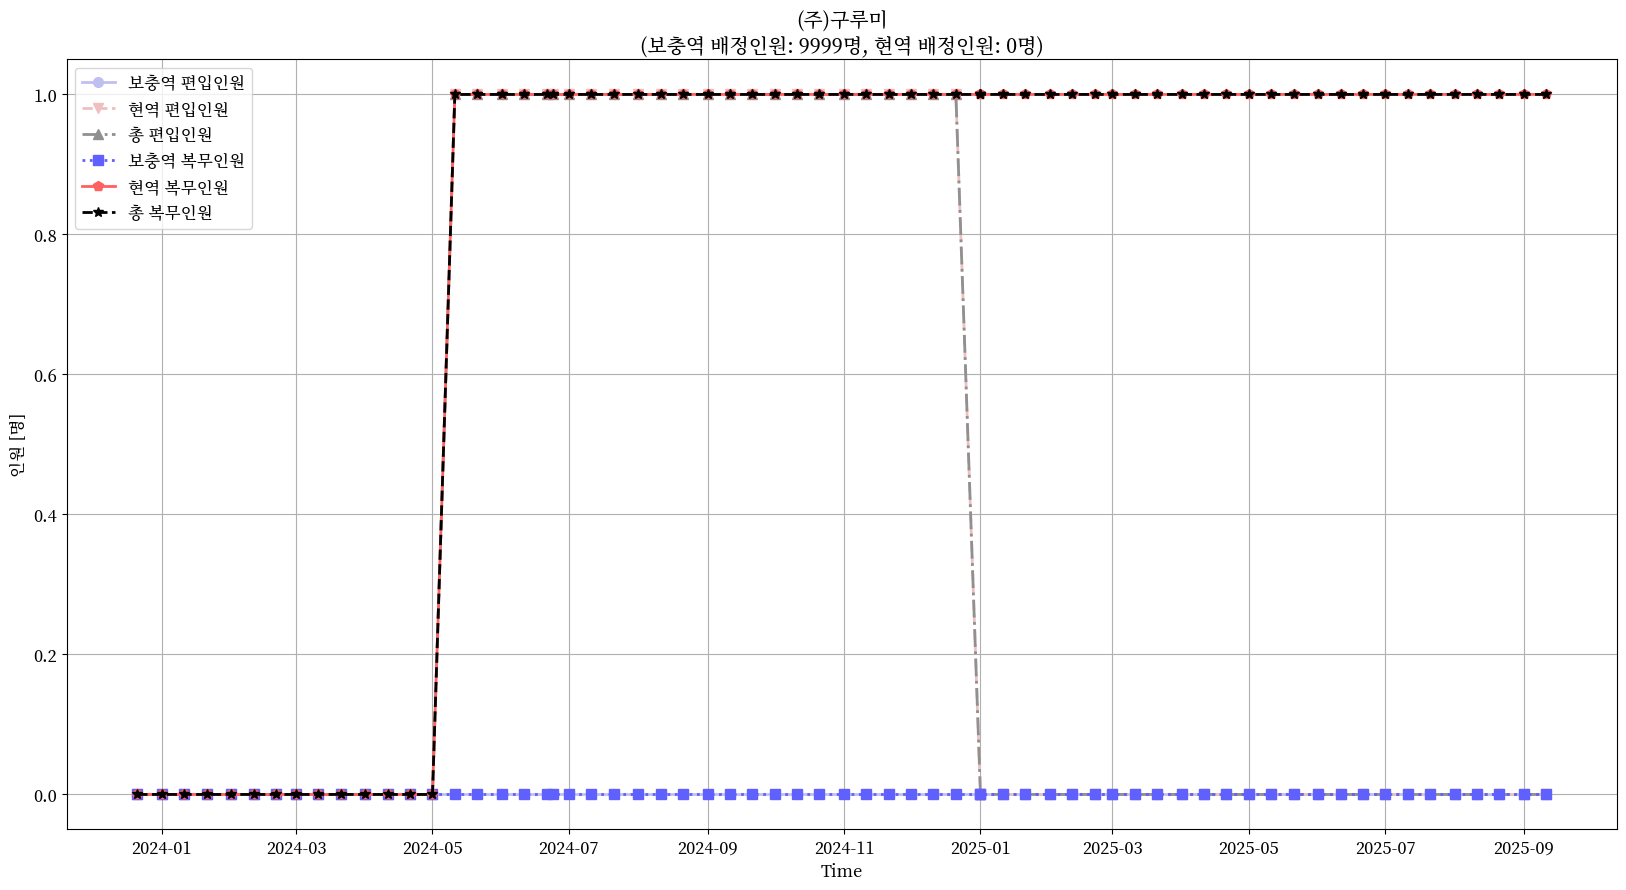 (주)구루미
(보충역 배정인원: 9999명, 현역 배정인원: 0명)
보충역 편입인원
현역 편입인원
총 편입인원
보충역 복무인원
현역 복무인원
총 복무인원
인원 [명]
1.0
0.8
0.6
0.4
0.2
0.0
2024-01
2024-03
2024-05
2024-07
2024-09
2024-11
2025-01
2025-03
2025-05
2025-07
2025-09
Time